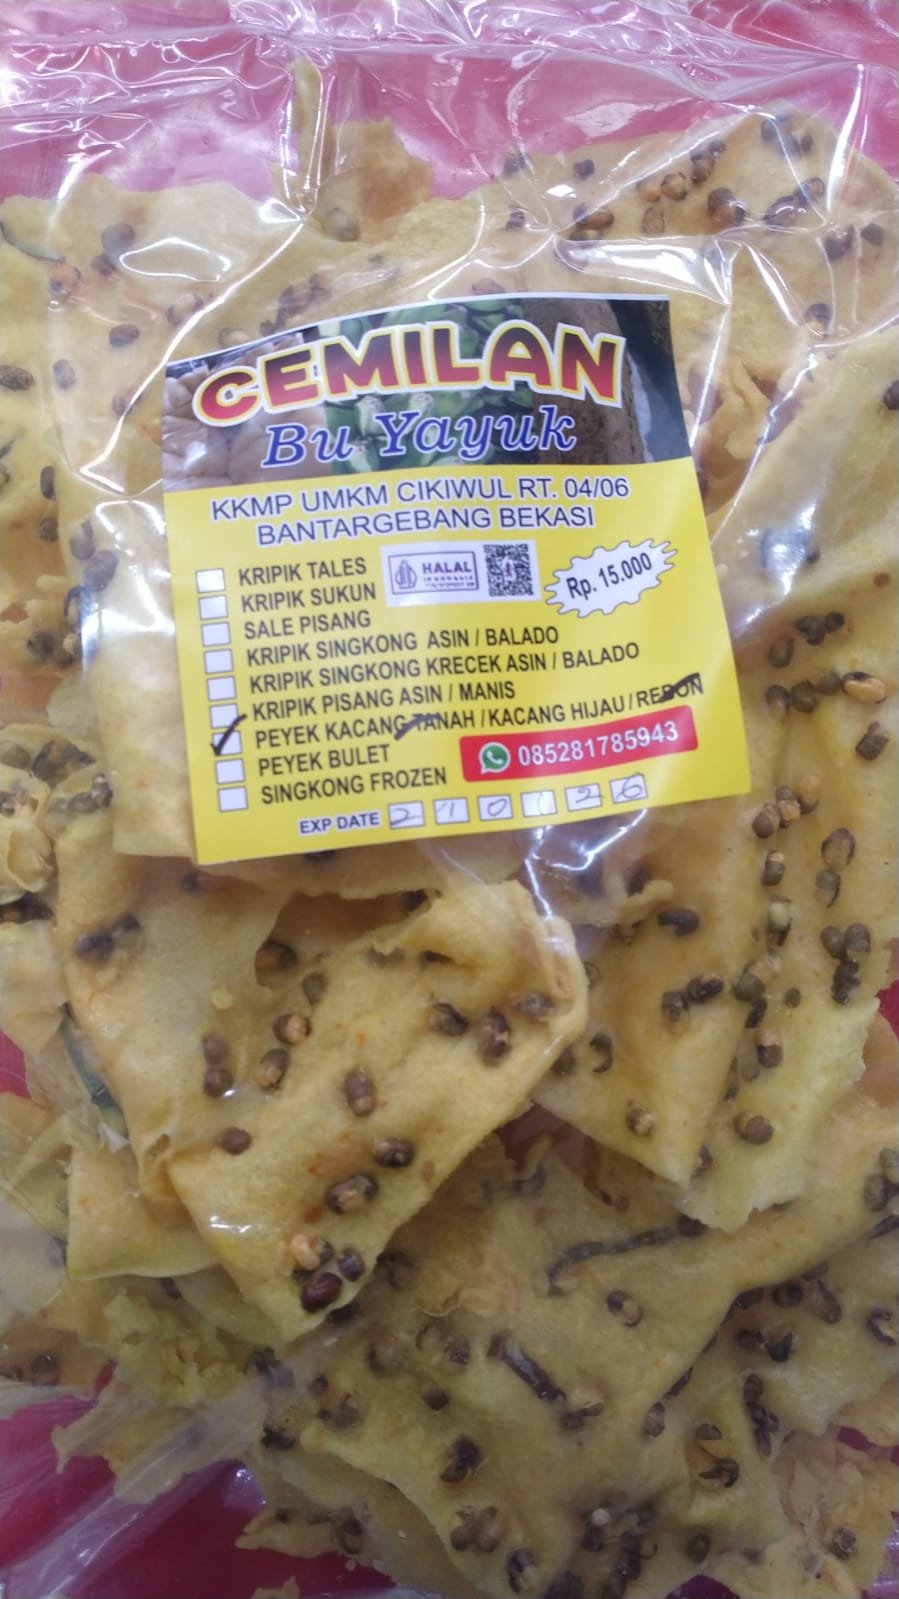 CEMILAN
Bu Yayuk
KKMP UMKM CIKIWUL RT. 04/06
BANTARGEBANG BEKASI
KRIPIK TALES
HALAL
INDONESIA
Rp. 15.000
KRIPIK SUKUN
SALE PISANG
KRIPIK SINGKONG ASIN / BALADO
KRIPIK SINGKONG KRECEK ASIN / BALADO
KRIPIK PISANG ASIN / MANIS
PEYEK KACANG TANAH / KACANG HIJAU / REBON
PEYEK BULET
085281785943
SINGKONG FROZEN
EXP DATE 2 1 0 1 2 6